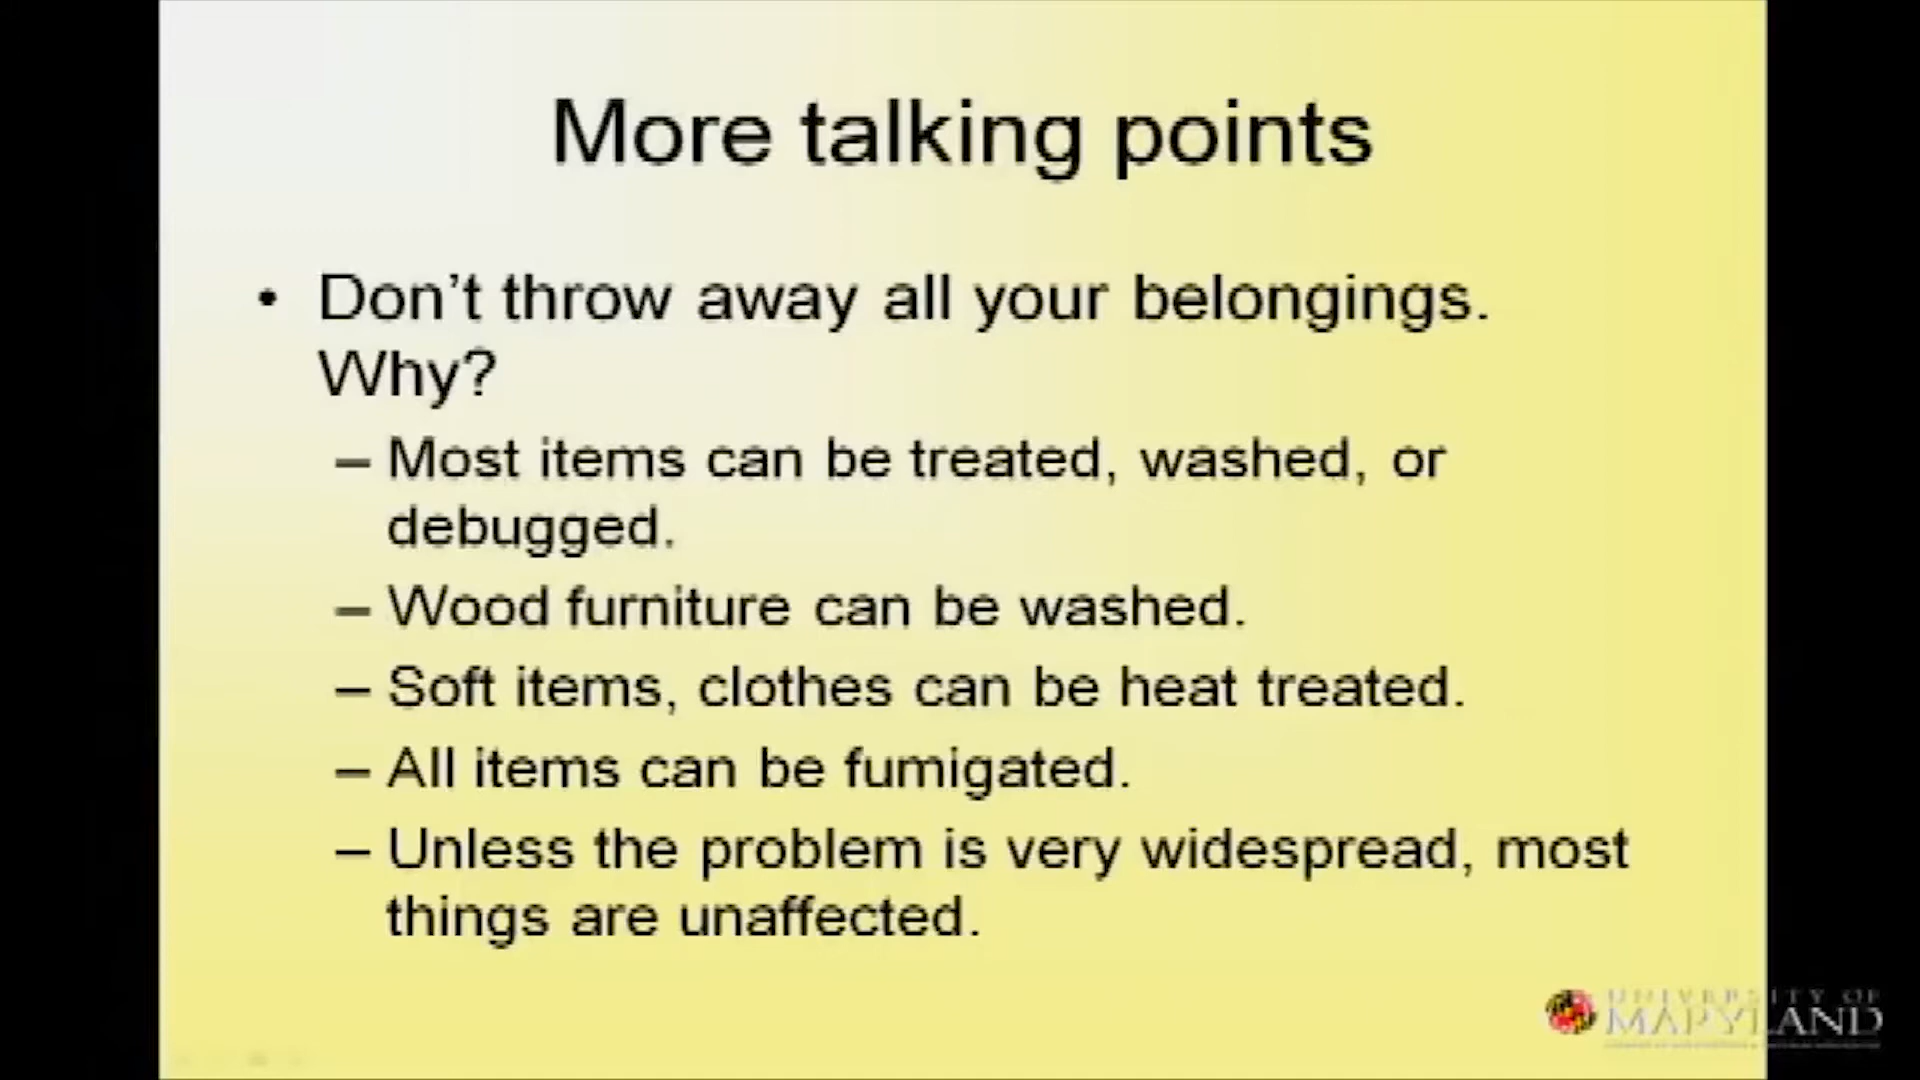 More talking points
• Don't throw away all your belongings.
Why?
– Most items can be treated, washed, or
debugged.
– Wood furniture can be washed.
– Soft items, clothes can be heat treated.
– All items can be fumigated.
– Unless the problem is very widespread, most
things are unaffected.
UNIVERSITY OF
MARYLAND